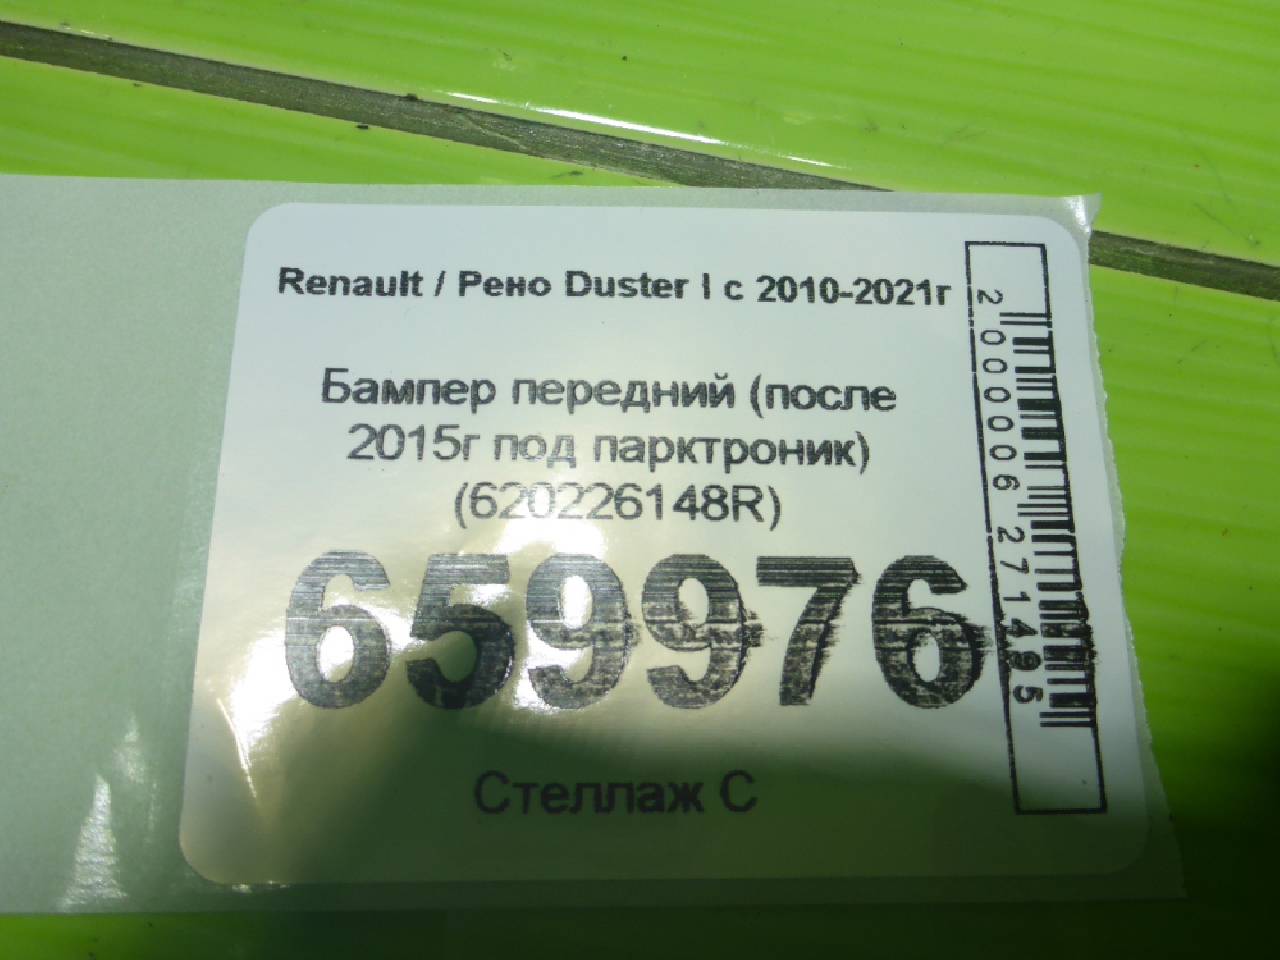 Renault / Рено Duster I с 2010-2021г
Бампер передний (после
2015г под парктроник)
(620226148R)
659976
Стеллаж С
2000006271495